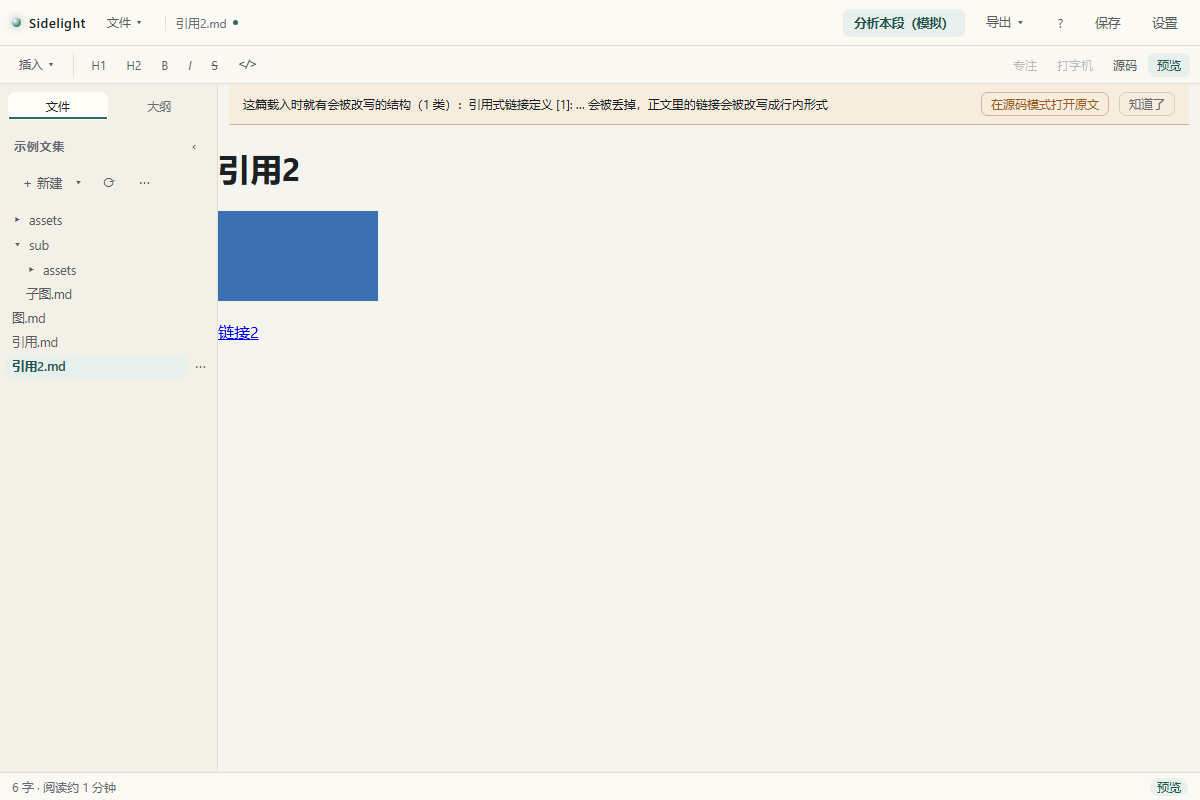 Sidelight 文件 引用2.md 分析本段（模拟） 导出 ? 保存 设置
插入 H1 H2 B I S </> 专注 打字机 源码 预览
文件 大纲
这篇载入时就有会被改写的结构（1 类）：引用式链接定义 [1]: ... 会被丢掉，正文里的链接会被改写成行内形式 在源码模式打开原文 知道了
示例文集 ‹
+ 新建 ⟳ ···
assets
sub
assets
子图.md
图.md
引用.md
引用2.md ···
引用2
链接2
6 字 · 阅读约 1 分钟 预览